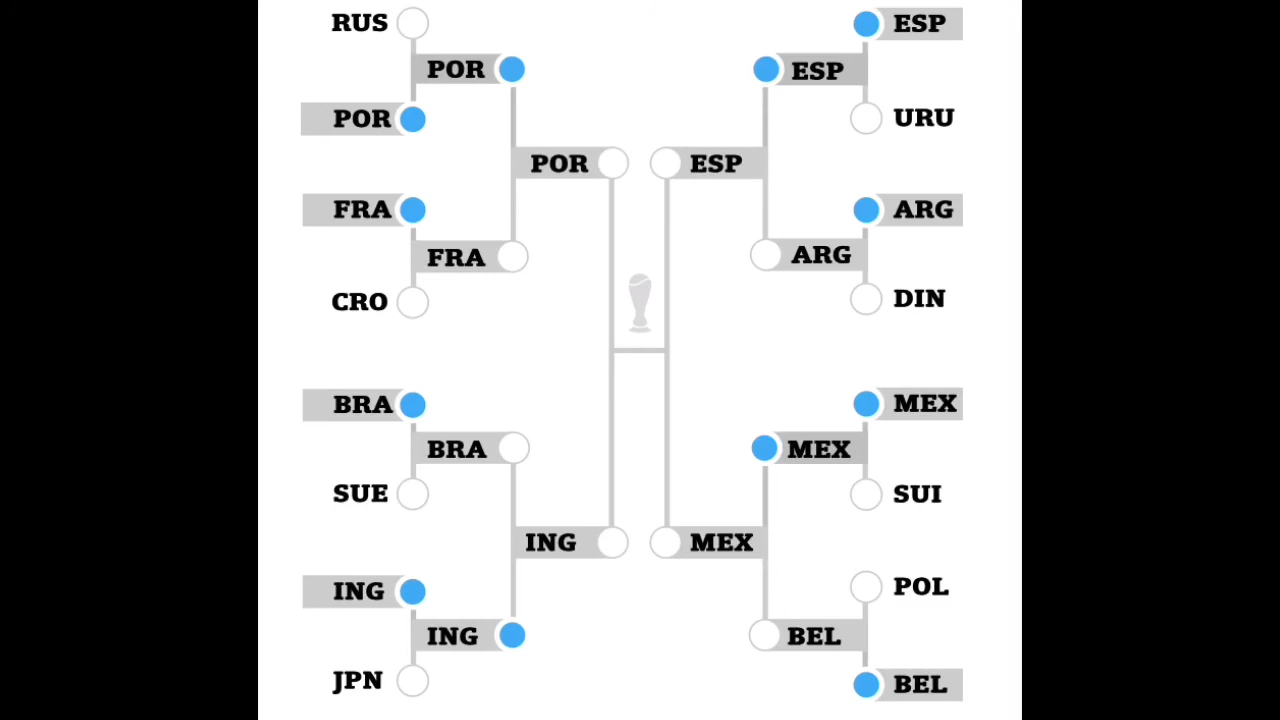 RUS
POR
POR
FRA
FRA
CRO
POR
BRA
BRA
SUE
ING
ING
ING
JPN
ESP
ESP
URU
ESP
ARG
ARG
DIN
MEX
MEX
SUI
MEX
POL
BEL
BEL